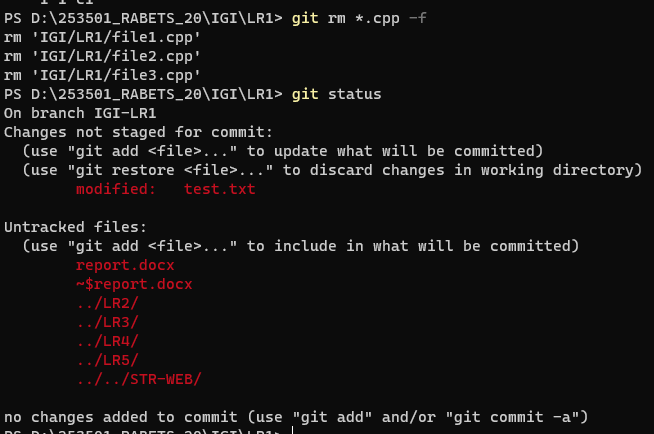 PS D:\253501_RABETS_20\IGI\LR1> git rm *.cpp -f
rm 'IGI/LR1/file1.cpp'
rm 'IGI/LR1/file2.cpp'
rm 'IGI/LR1/file3.cpp'
PS D:\253501_RABETS_20\IGI\LR1> git status
On branch IGI-LR1
Changes not staged for commit:
  (use "git add <file>..." to update what will be committed)
  (use "git restore <file>..." to discard changes in working directory)
        modified:   test.txt

Untracked files:
  (use "git add <file>..." to include in what will be committed)
        report.docx
        ~$report.docx
        ../LR2/
        ../LR3/
        ../LR4/
        ../LR5/
        ../../STR-WEB/

no changes added to commit (use "git add" and/or "git commit -a")
PS D:\253501_RABETS_20\IGI\LR1>